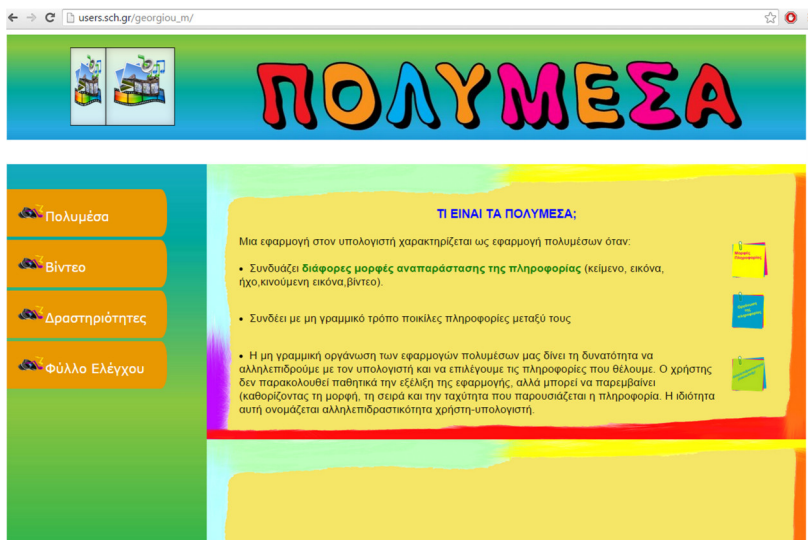 users.sch.gr/georgiou_m/
ΠΟΛΥΜΕΣΑ
Πολυμέσα
Βίντεο
Δραστηριότητες
Φύλλο Ελέγχου
ΤΙ ΕΙΝΑΙ ΤΑ ΠΟΛΥΜΕΣΑ;
Μια εφαρμογή στον υπολογιστή χαρακτηρίζεται ως εφαρμογή πολυμέσων όταν:
• Συνδυάζει διάφορες μορφές αναπαράστασης της πληροφορίας (κείμενο, εικόνα,
ήχο,κινούμενη εικόνα,βίντεο).
• Συνδέει με μη γραμμικό τρόπο ποικίλες πληροφορίες μεταξύ τους
• Η μη γραμμική οργάνωση των εφαρμογών πολυμέσων μας δίνει τη δυνατότητα να
αλληλεπιδρούμε με τον υπολογιστή και να επιλέγουμε τις πληροφορίες που θέλουμε. Ο χρήστης
δεν παρακολουθεί παθητικά την εξέλιξη της εφαρμογής, αλλά μπορεί να παρεμβαίνει
(καθορίζοντας τη μορφή, τη σειρά και την ταχύτητα που παρουσιάζεται η πληροφορία. Η ιδιότητα
αυτή ονομάζεται αλληλεπιδραστικότητα χρήστη-υπολογιστή.
Μορφές
Πληροφορίας